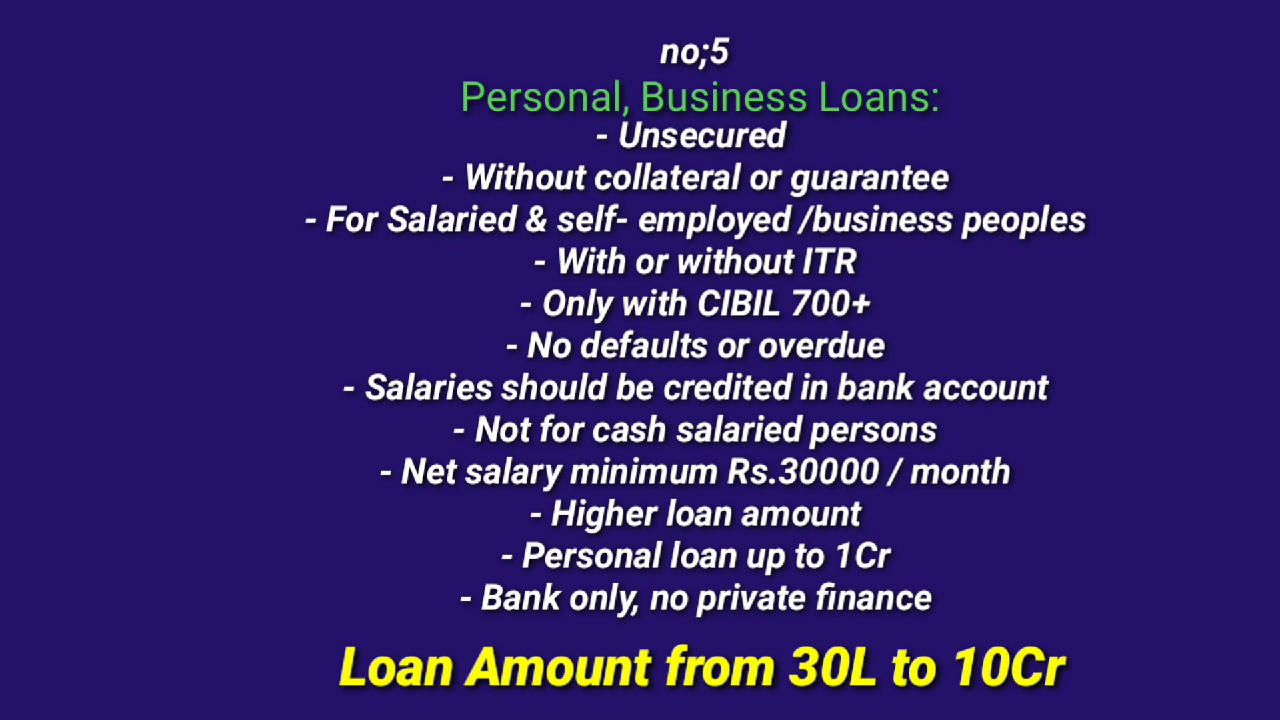 no;5
Personal, Business Loans:
- Unsecured
- Without collateral or guarantee
- For Salaried & self- employed /business peoples
- With or without ITR
- Only with CIBIL 700+
- No defaults or overdue
- Salaries should be credited in bank account
- Not for cash salaried persons
- Net salary minimum Rs.30000 / month
- Higher loan amount
- Personal loan up to 1Cr
- Bank only, no private finance
Loan Amount from 30L to 10Cr